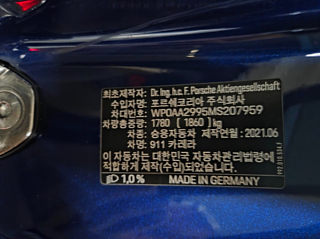 최초제작자: Dr. Ing. h.c. F. Porsche Aktiengesellschaft
수입자명: 포르쉐코리아 주식회사
차대번호: WP0AA2995MS207959
차량총중량: 1780 [ 1860 ] kg
차종: 승용자동차 제작연월: 2021.06
차명: 911 카레라
이 자동차는 대한민국 자동차관리법령에
적합하게 제작(수입)되었습니다.
1,0% MADE IN GERMANY